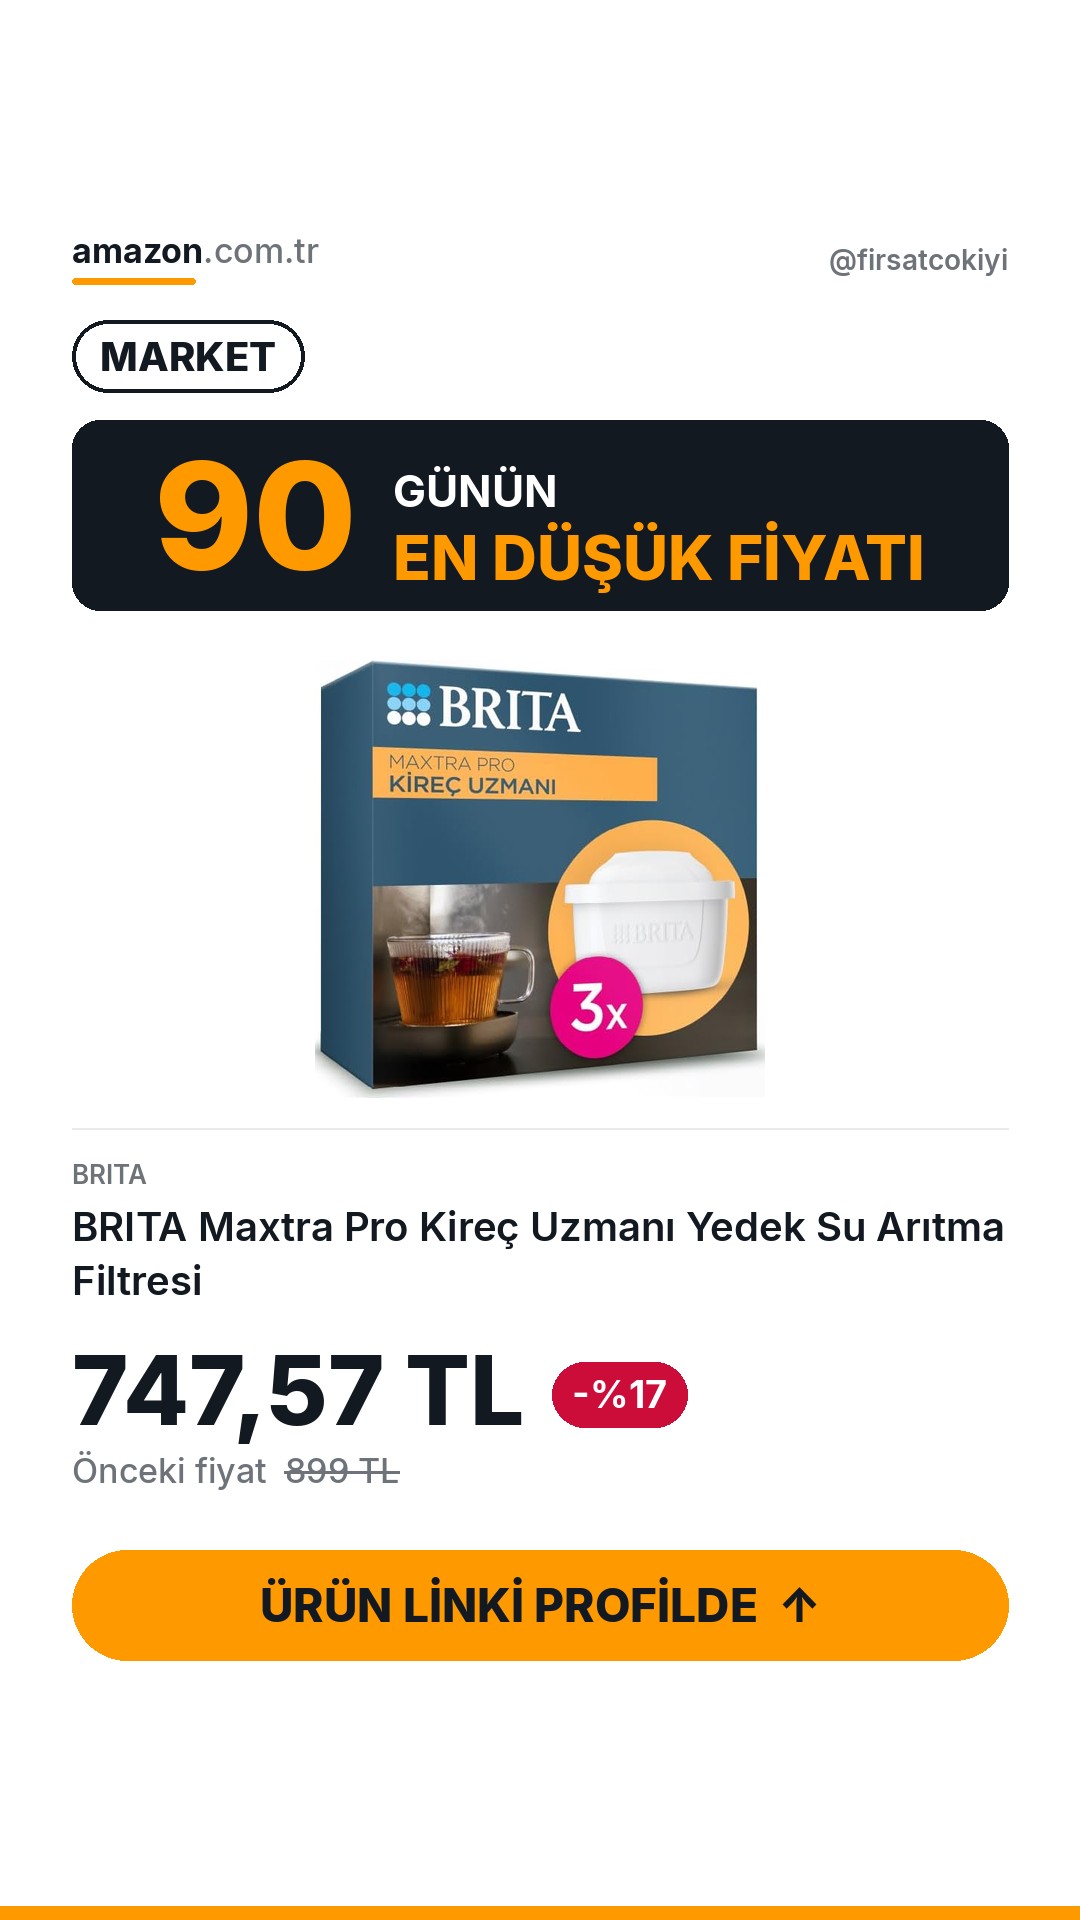 amazon.com.tr
@firsatcokiyi
MARKET
90 GÜNÜN
EN DÜŞÜK FİYATI
BRITA
MAXTRA PRO
KİREÇ UZMANI
BRITA
3x
BRITA
BRITA Maxtra Pro Kireç Uzmanı Yedek Su Arıtma
Filtresi
747,57 TL -%17
Önceki fiyat 899 TL
ÜRÜN LİNKİ PROFİLDE ↑